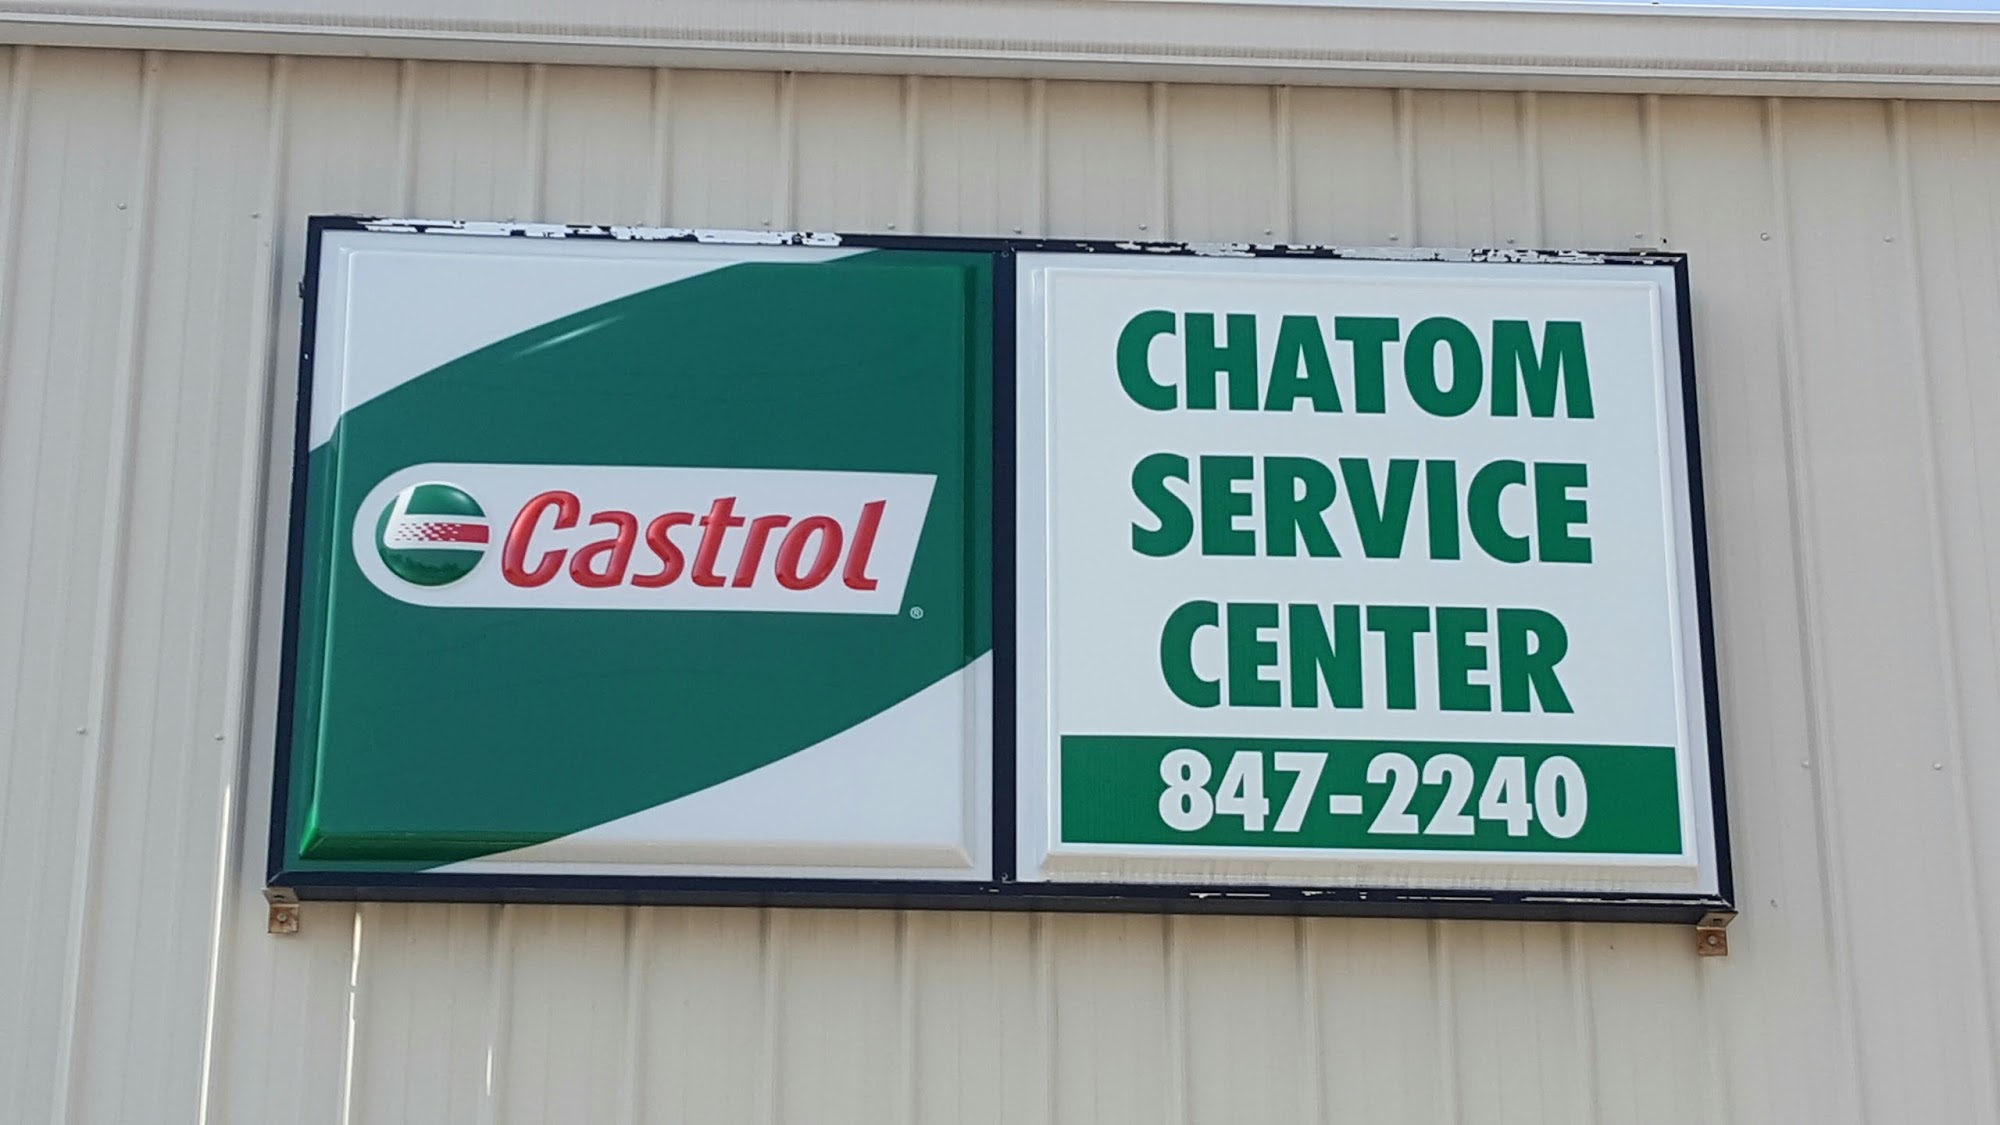 Castrol®
CHATOM
SERVICE
CENTER
847-2240